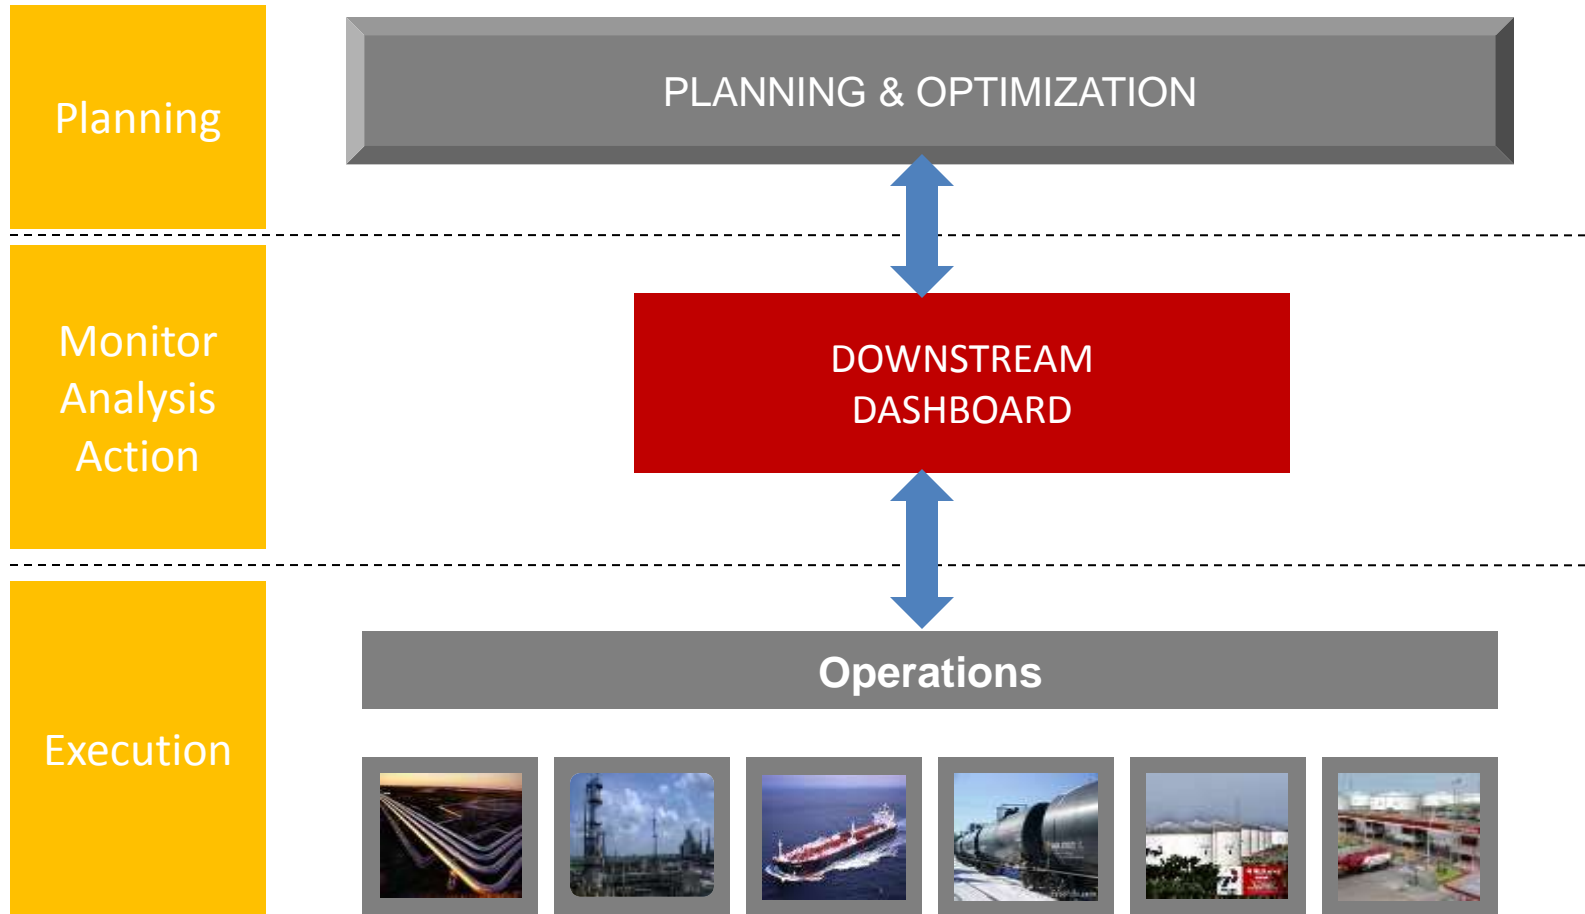 Planning
PLANNING & OPTIMIZATION
Monitor
Analysis
Action
DOWNSTREAM
DASHBOARD
Execution
Operations